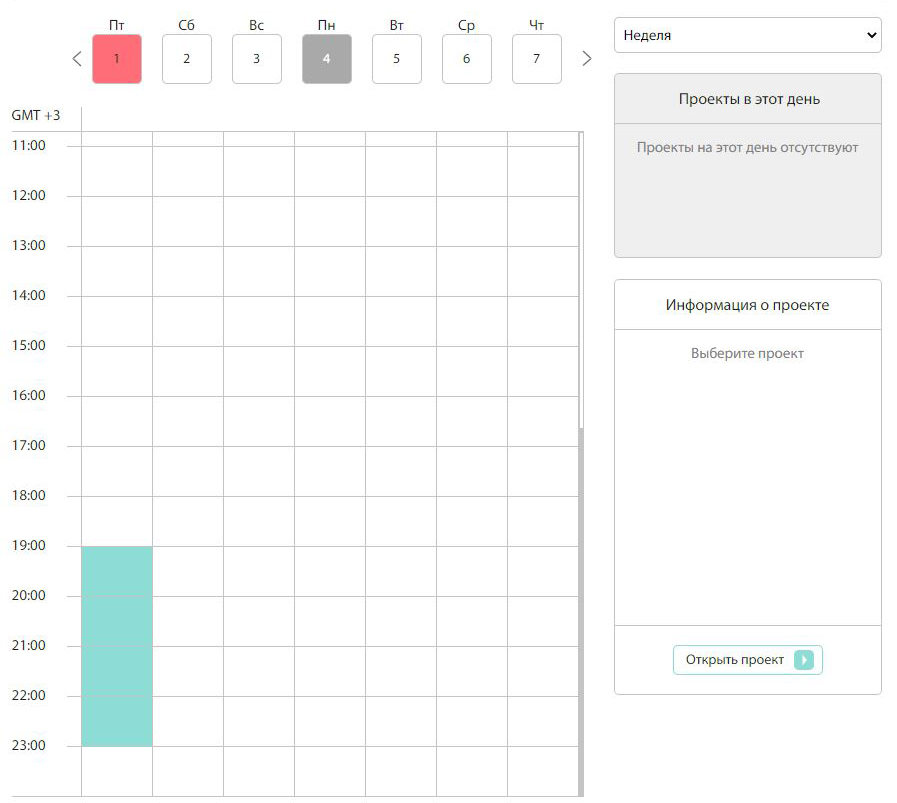 Пт Сб Вс Пн Вт Ср Чт
1 2 3 4 5 6 7
GMT +3
11:00
12:00
13:00
14:00
15:00
16:00
17:00
18:00
19:00
20:00
21:00
22:00
23:00
Неделя
Проекты в этот день
Проекты на этот день отсутствуют
Информация о проекте
Выберите проект
Открыть проект